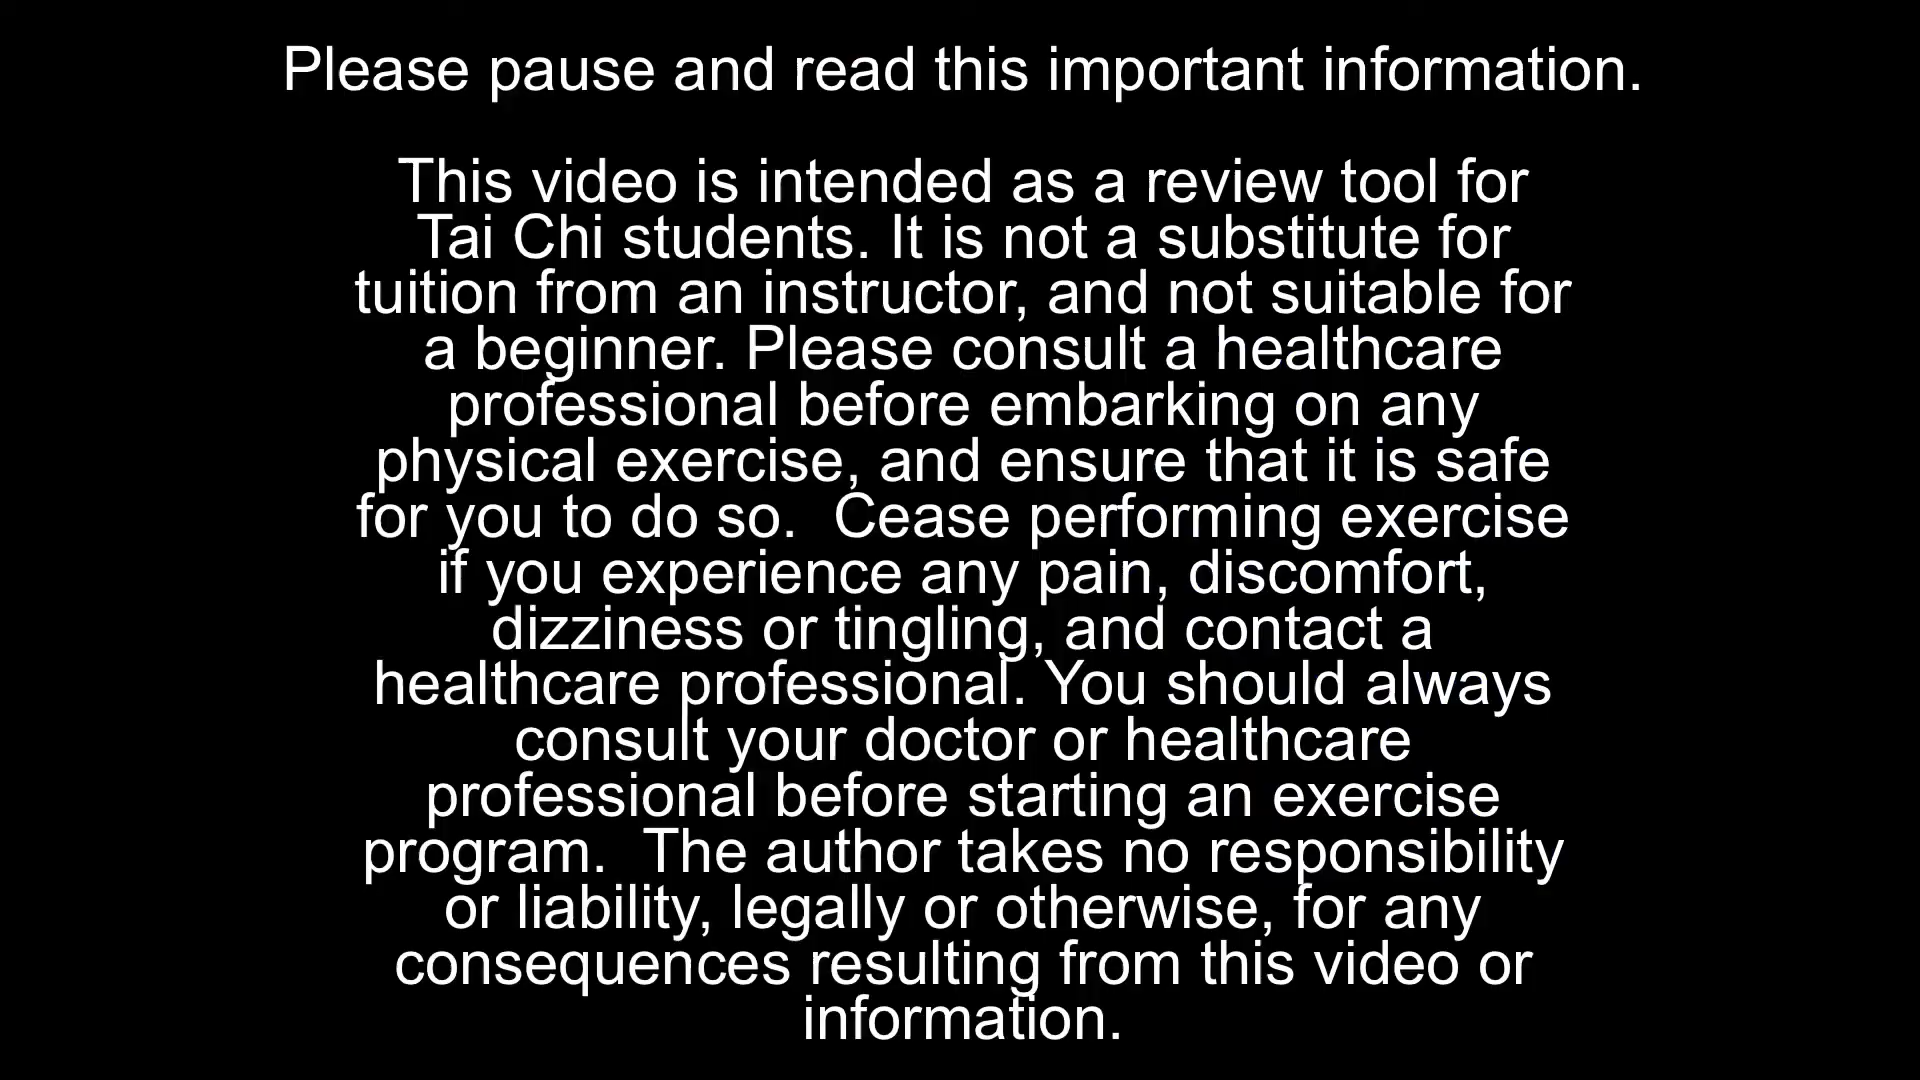 Please pause and read this important information.
This video is intended as a review tool for
Tai Chi students. It is not a substitute for
tuition from an instructor, and not suitable for
a beginner. Please consult a healthcare
professional before embarking on any
physical exercise, and ensure that it is safe
for you to do so.  Cease performing exercise
if you experience any pain, discomfort,
dizziness or tingling, and contact a
healthcare professional. You should always
consult your doctor or healthcare
professional before starting an exercise
program.  The author takes no responsibility
or liability, legally or otherwise, for any
consequences resulting from this video or
information.